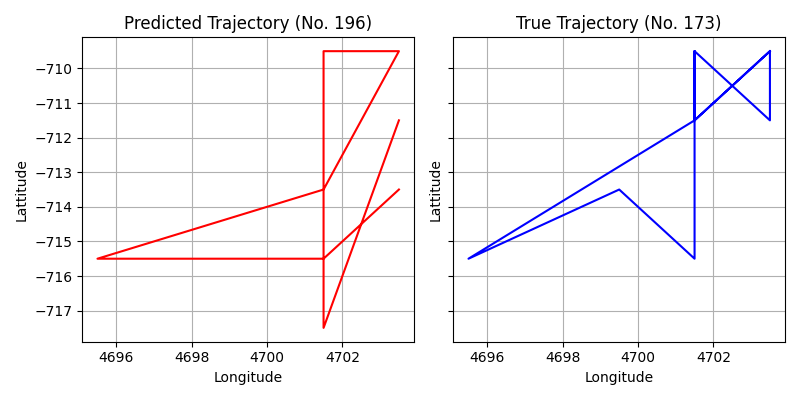 Predicted Trajectory (No. 196)
True Trajectory (No. 173)
−710
−711
−712
−713
−714
−715
−716
−717
Lattitude
Lattitude
4696 4698 4700 4702
4696 4698 4700 4702
Longitude
Longitude